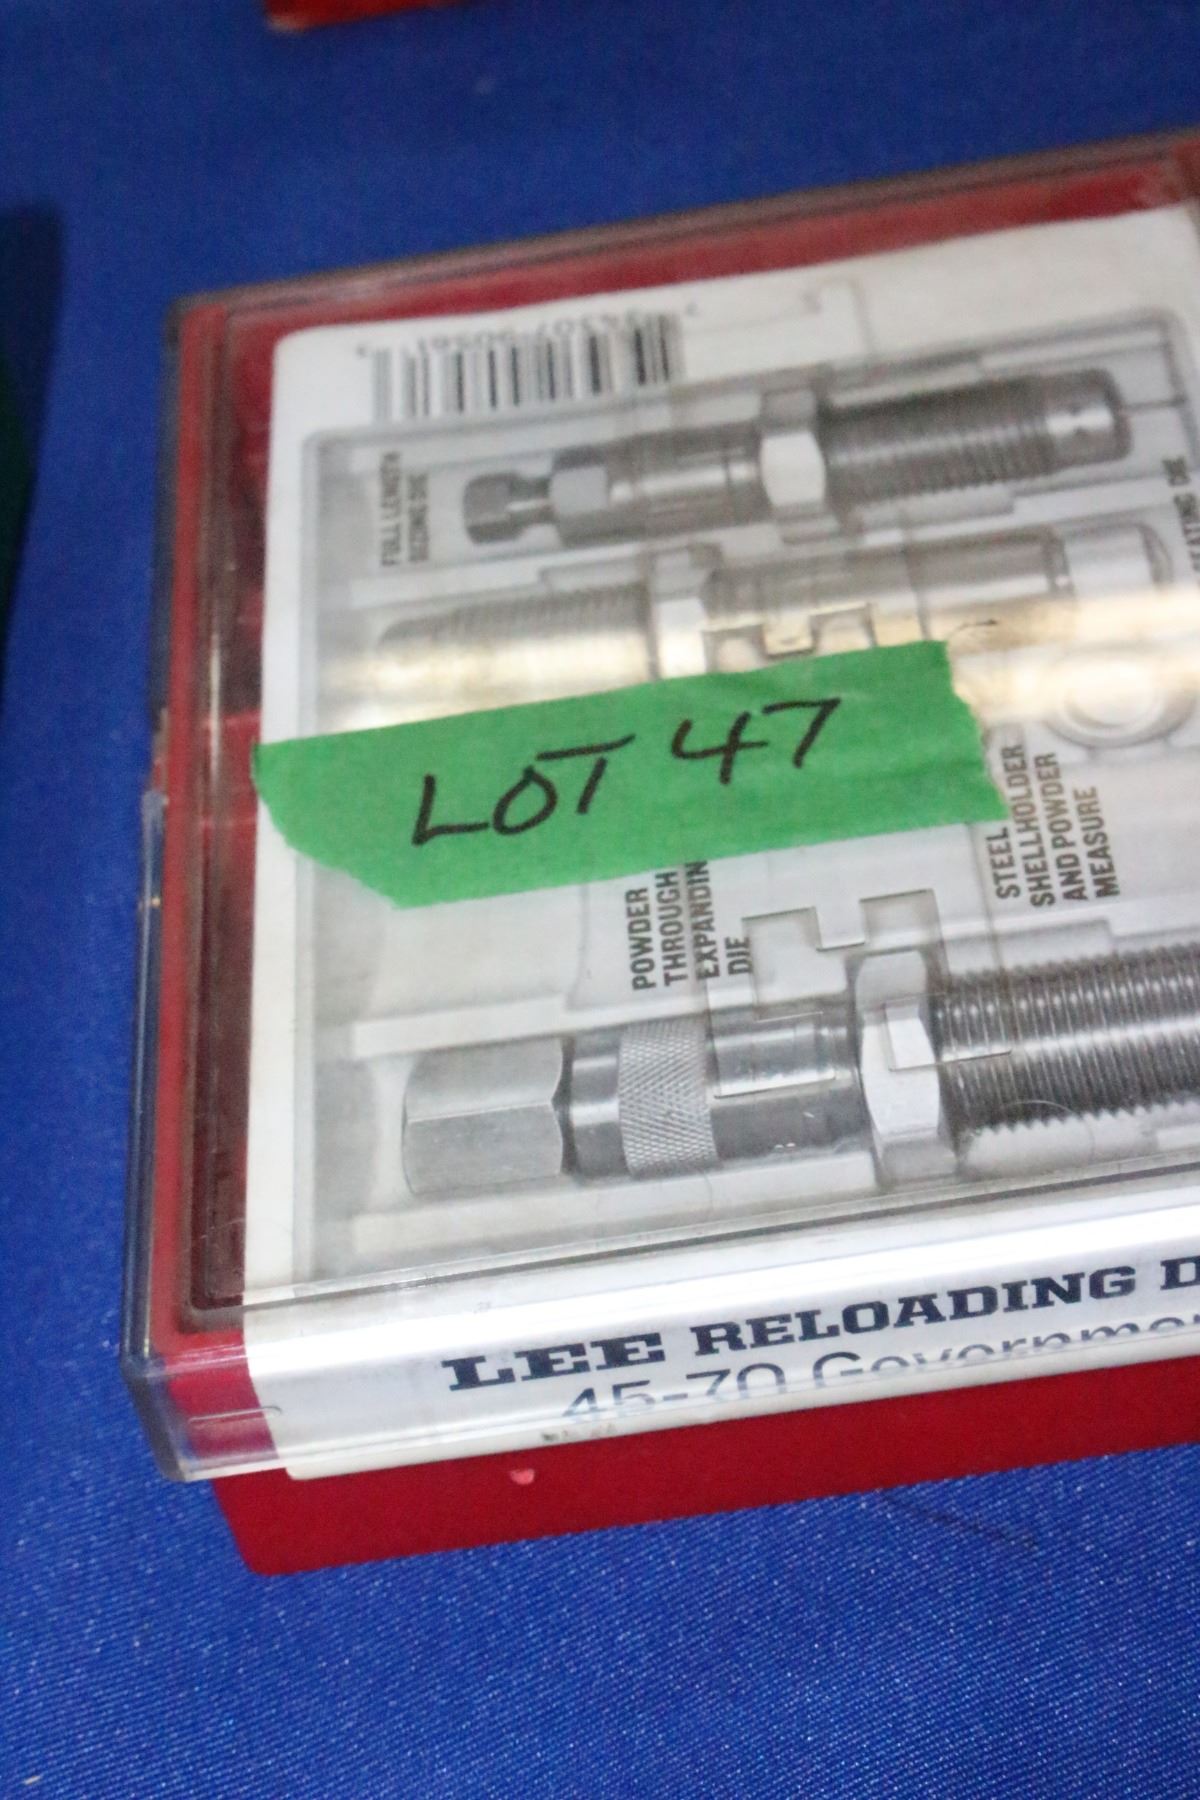 FULL LENGTH
SIZING DIE
LOT 47
POWDER
THROUGH
EXPANDIN
DIE
STEEL
SHELLHOLDER
AND POWDER
MEASURE
LEE RELOADING D
45-70 Governmen